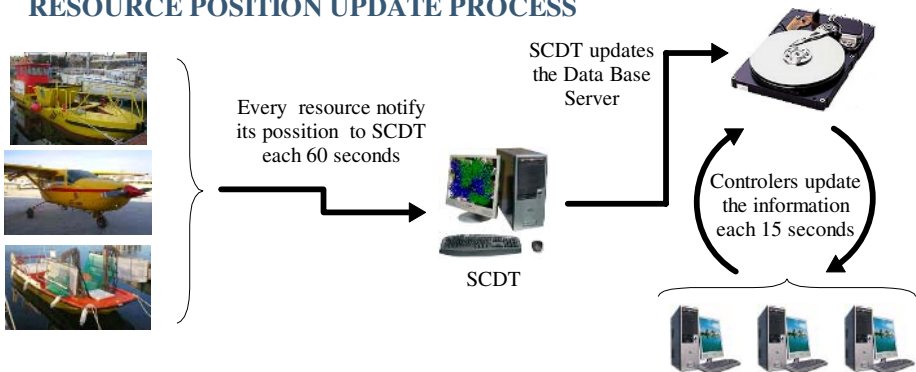 RESOURCE POSITION UPDATE PROCESS
Every resource notify
its possition to SCDT
each 60 seconds
SCDT
SCDT updates
the Data Base
Server
Controlers update
the information
each 15 seconds